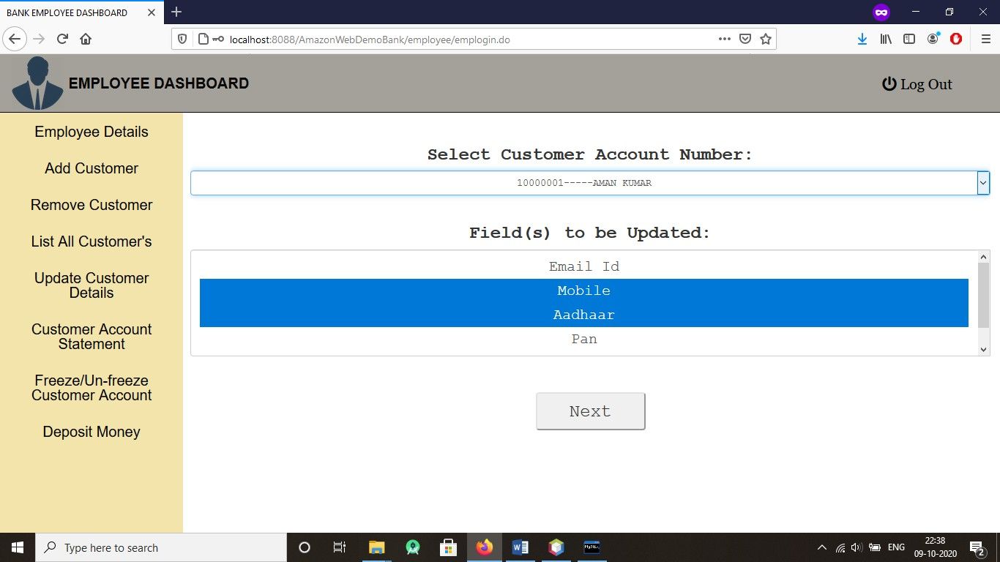 BANK EMPLOYEE DASHBOARD
localhost:8088/AmazonWebDemoBank/employee/emplogin.do
EMPLOYEE DASHBOARD
Log Out
Employee Details
Add Customer
Remove Customer
List All Customer's
Update Customer
Details
Customer Account
Statement
Freeze/Un-freeze
Customer Account
Deposit Money
Select Customer Account Number:
10000001-----AMAN KUMAR
Field(s) to be Updated:
Email Id
Mobile
Aadhaar
Pan
Next
Type here to search
MySQL
ENG
22:38
09-10-2020
2